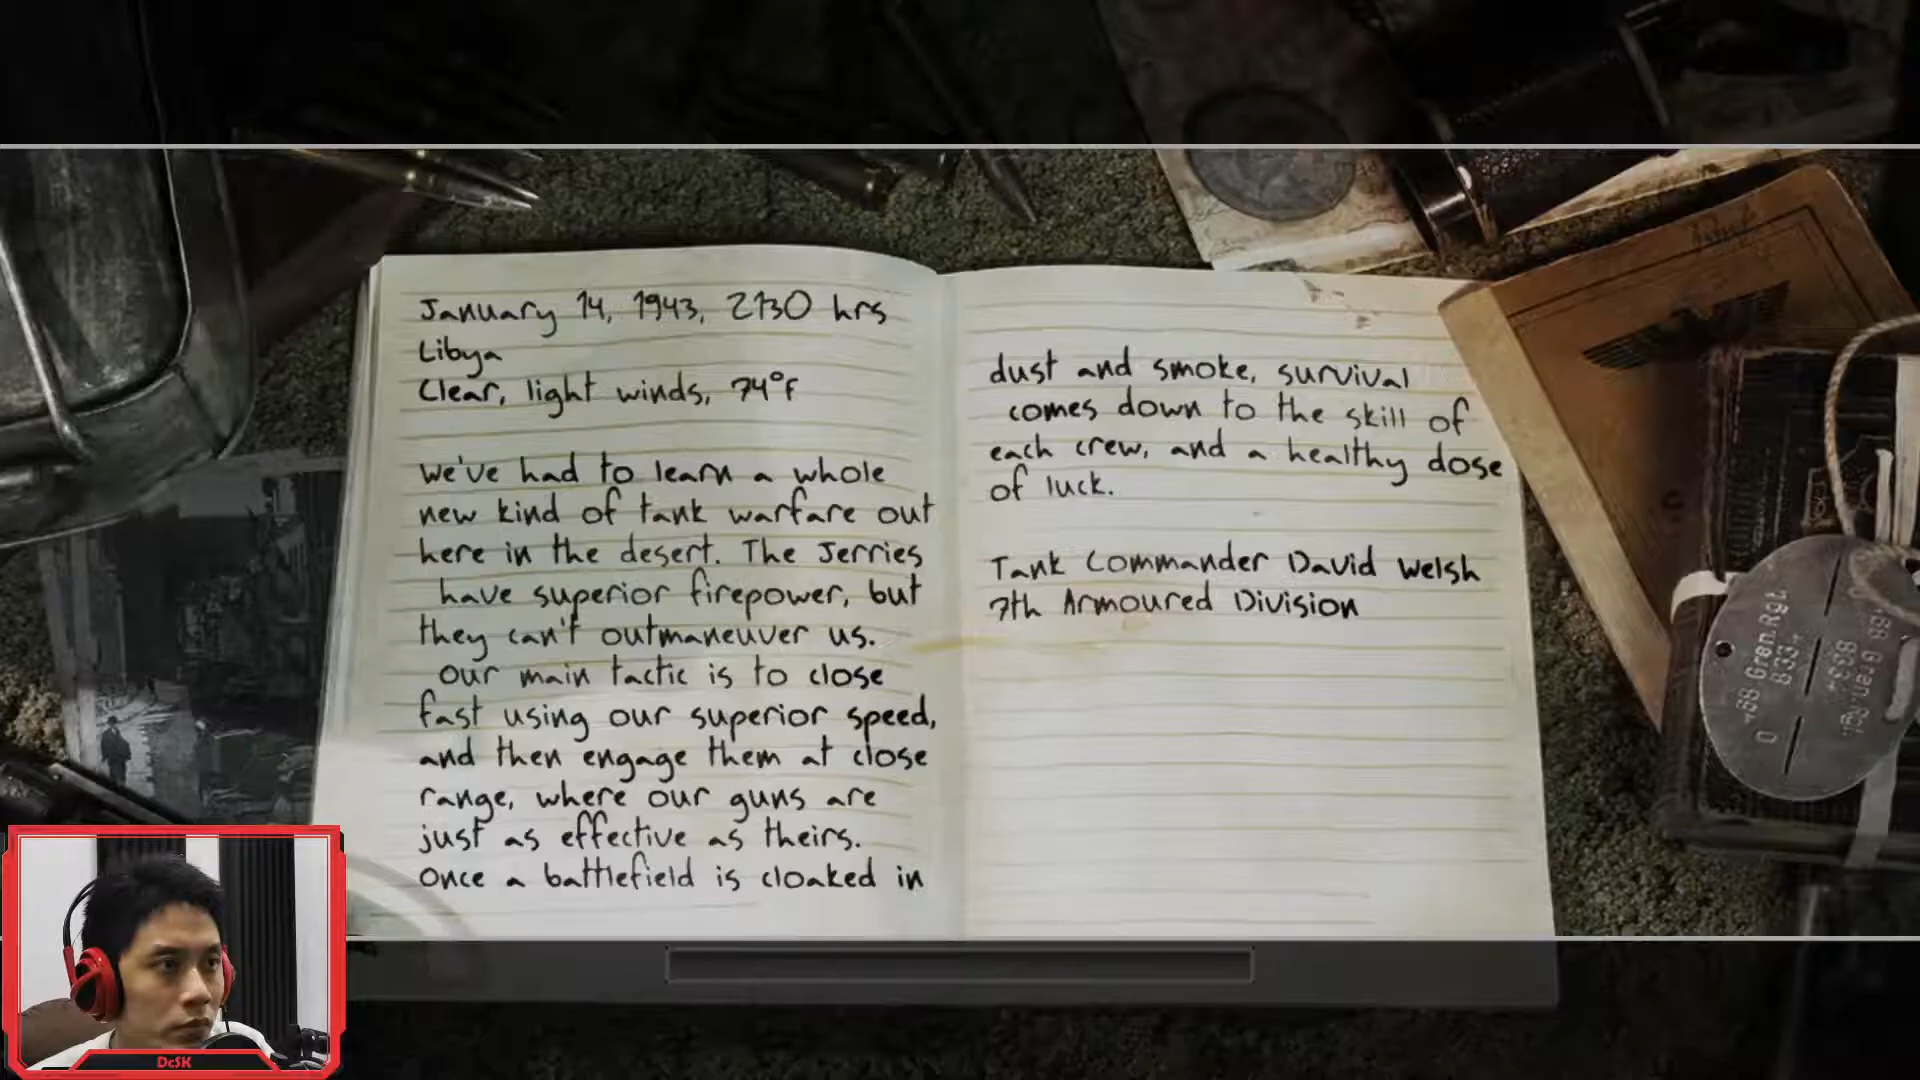 January 14, 1943, 2130 hrs
Libya
Clear, light winds, 74°F
We've had to learn a whole
new kind of tank warfare out
here in the desert. The Jerries
have superior firepower, but
they can't outmaneuver us.
Our main tactic is to close
fast using our superior speed,
and then engage them at close
range, where our guns are
just as effective as theirs.
Once a battlefield is cloaked in
dust and smoke, survival
comes down to the skill of
each crew, and a healthy dose
of luck.
Tank Commander David Welsh
7th Armoured Division
Gren.Rgt.
DcSK